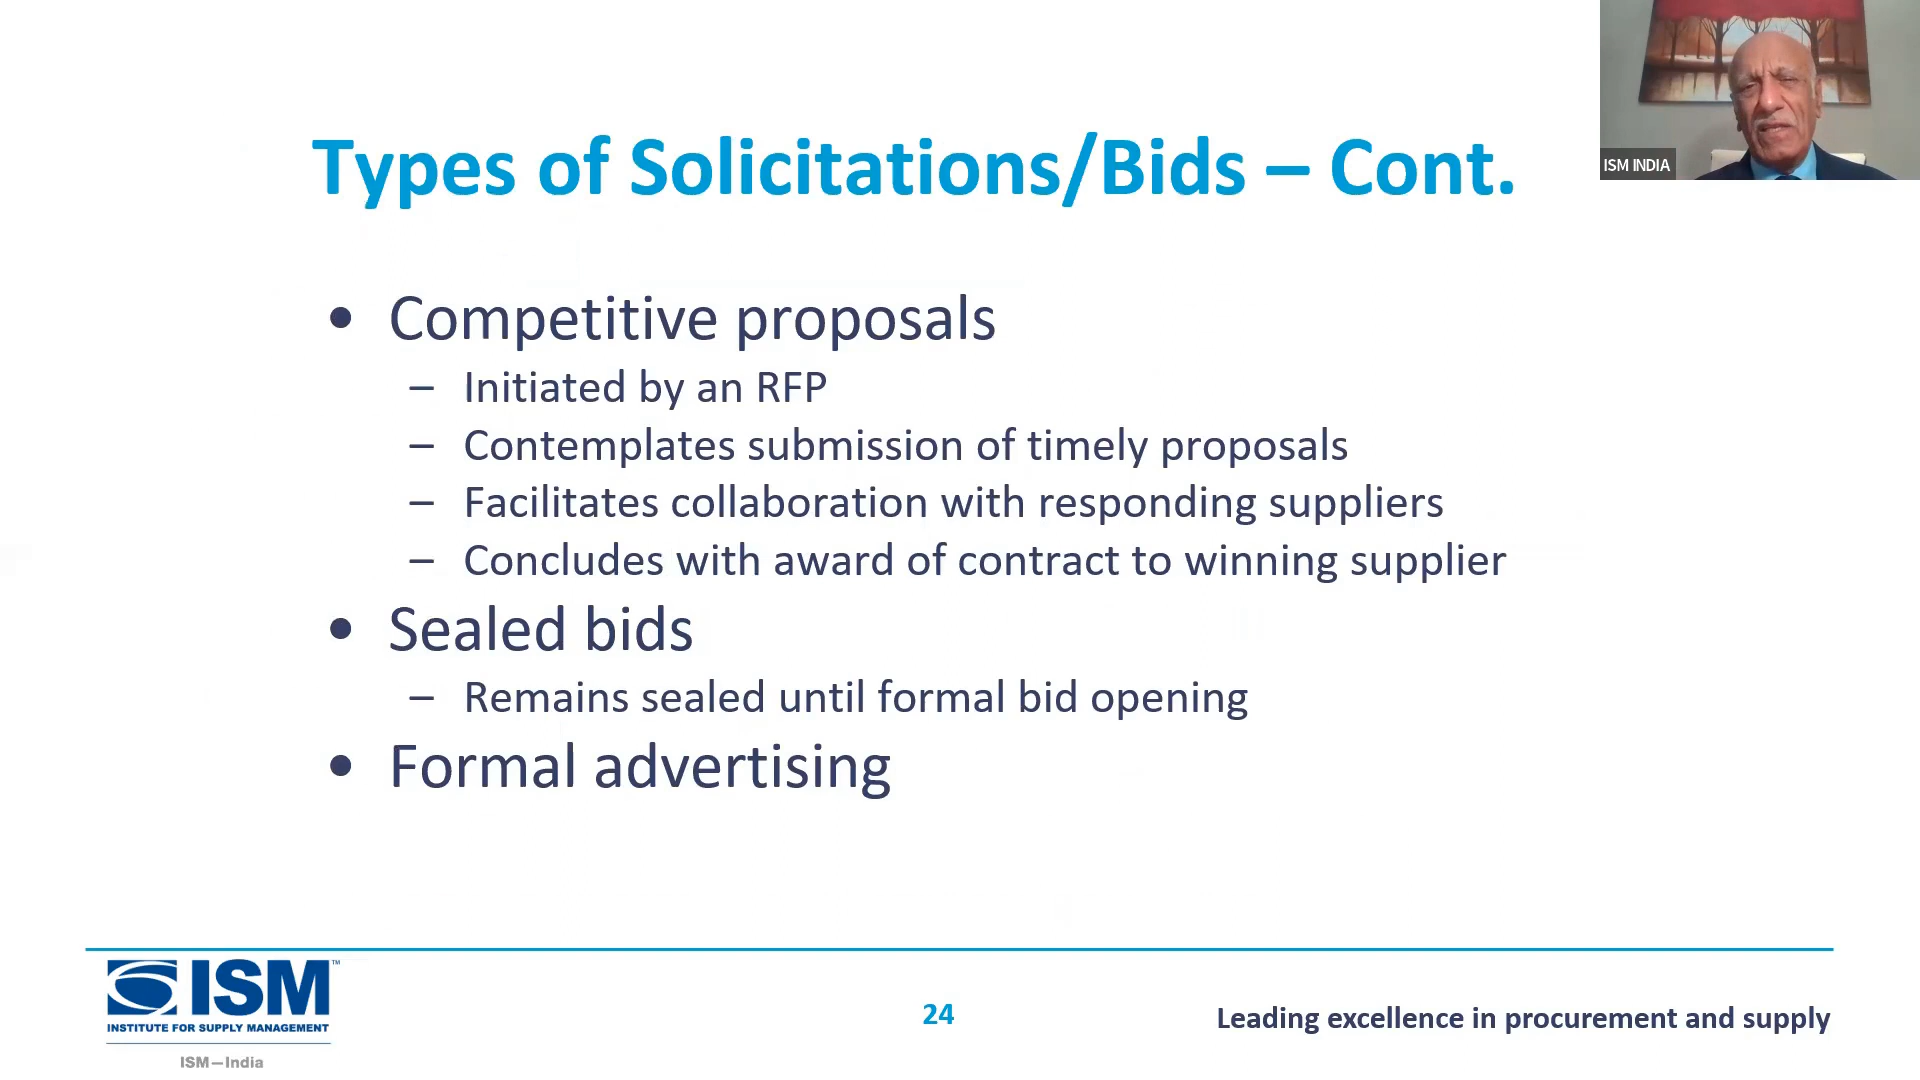 ISM INDIA
Types of Solicitations/Bids – Cont.
• Competitive proposals
– Initiated by an RFP
– Contemplates submission of timely proposals
– Facilitates collaboration with responding suppliers
– Concludes with award of contract to winning supplier
• Sealed bids
– Remains sealed until formal bid opening
• Formal advertising
ISM™
INSTITUTE FOR SUPPLY MANAGEMENT
ISM—India
24
Leading excellence in procurement and supply